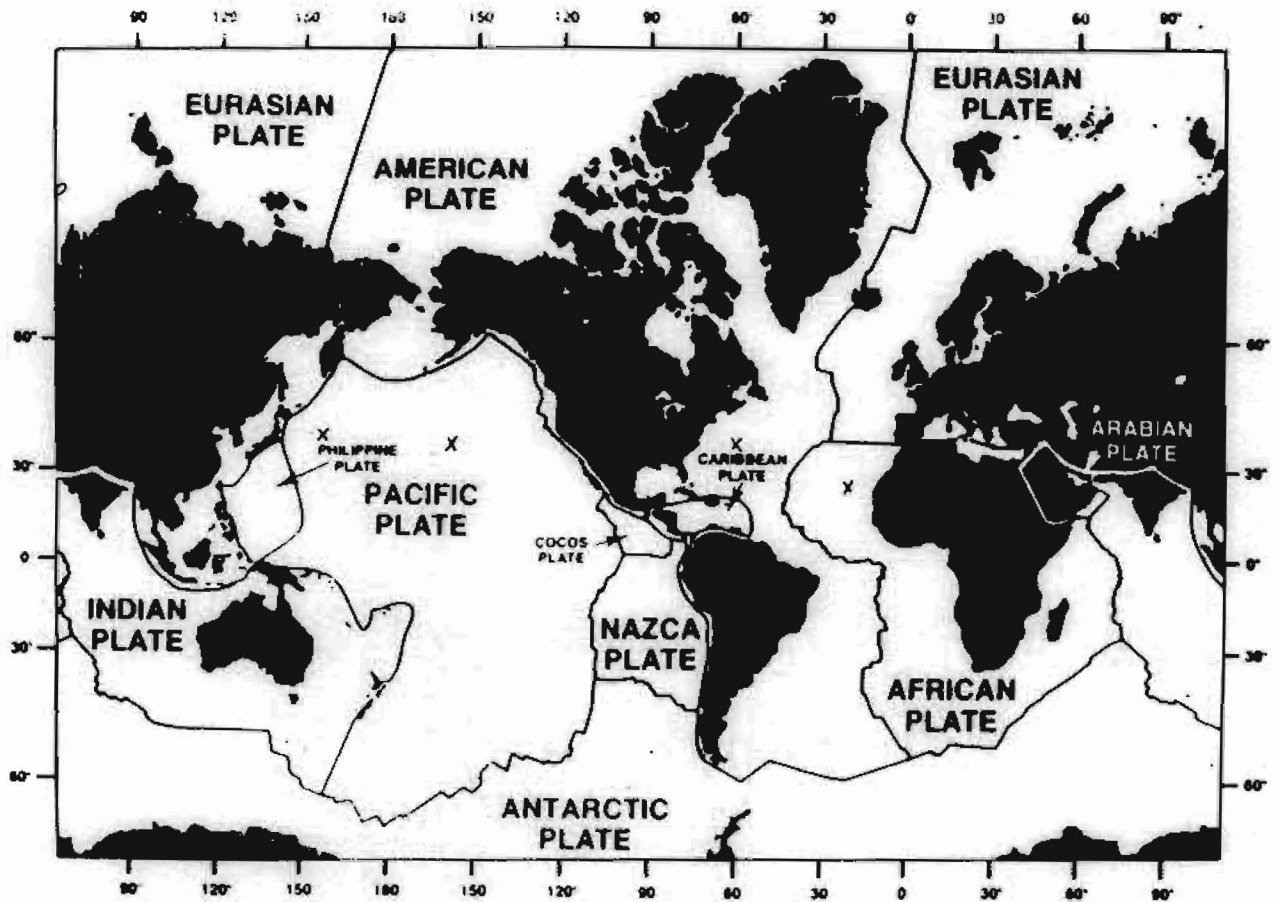 90 120 150 180 150 120 90 60 30 0 30 60 90°
EURASIAN
PLATE
EURASIAN
PLATE
AMERICAN
PLATE
60° 60°
X X X
ARABIAN
PLATE
PHILIPPINE
PLATE
CARISBEAN
PLATE
30° 30°
X
PACIFIC
PLATE
COCOS
PLATE
0 0°
INDIAN
PLATE
NAZCA
PLATE
30° 30°
AFRICAN
PLATE
60° 60°
ANTARCTIC
PLATE
90° 120° 150 180 150° 120° 90 60 30 0 30° 60° 90°